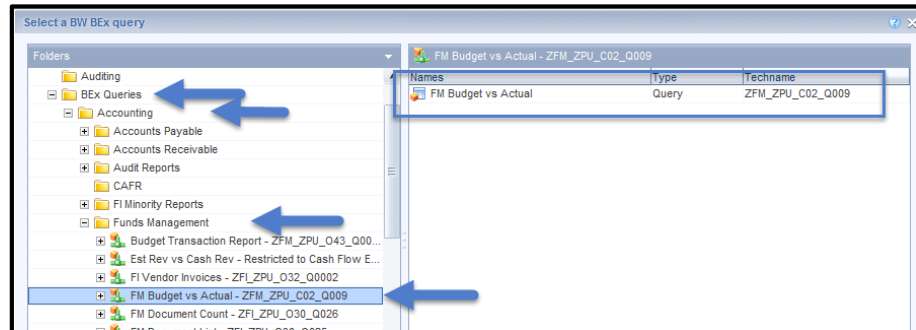 Select a BW BEx query
Folders
Auditing
BEx Queries
Accounting
Accounts Payable
Accounts Receivable
Audit Reports
CAFR
FI Minority Reports
Funds Management
Budget Transaction Report - ZFM_ZPU_O43_Q00...
Est Rev vs Cash Rev - Restricted to Cash Flow E...
FI Vendor Invoices - ZFI_ZPU_O32_Q0002
FM Budget vs Actual - ZFM_ZPU_C02_Q009
FM Document Count - ZFI_ZPU_O30_Q026
FM Budget vs Actual - ZFM_ZPU_C02_Q009
Names Type Techname
FM Budget vs Actual Query ZFM_ZPU_C02_Q009